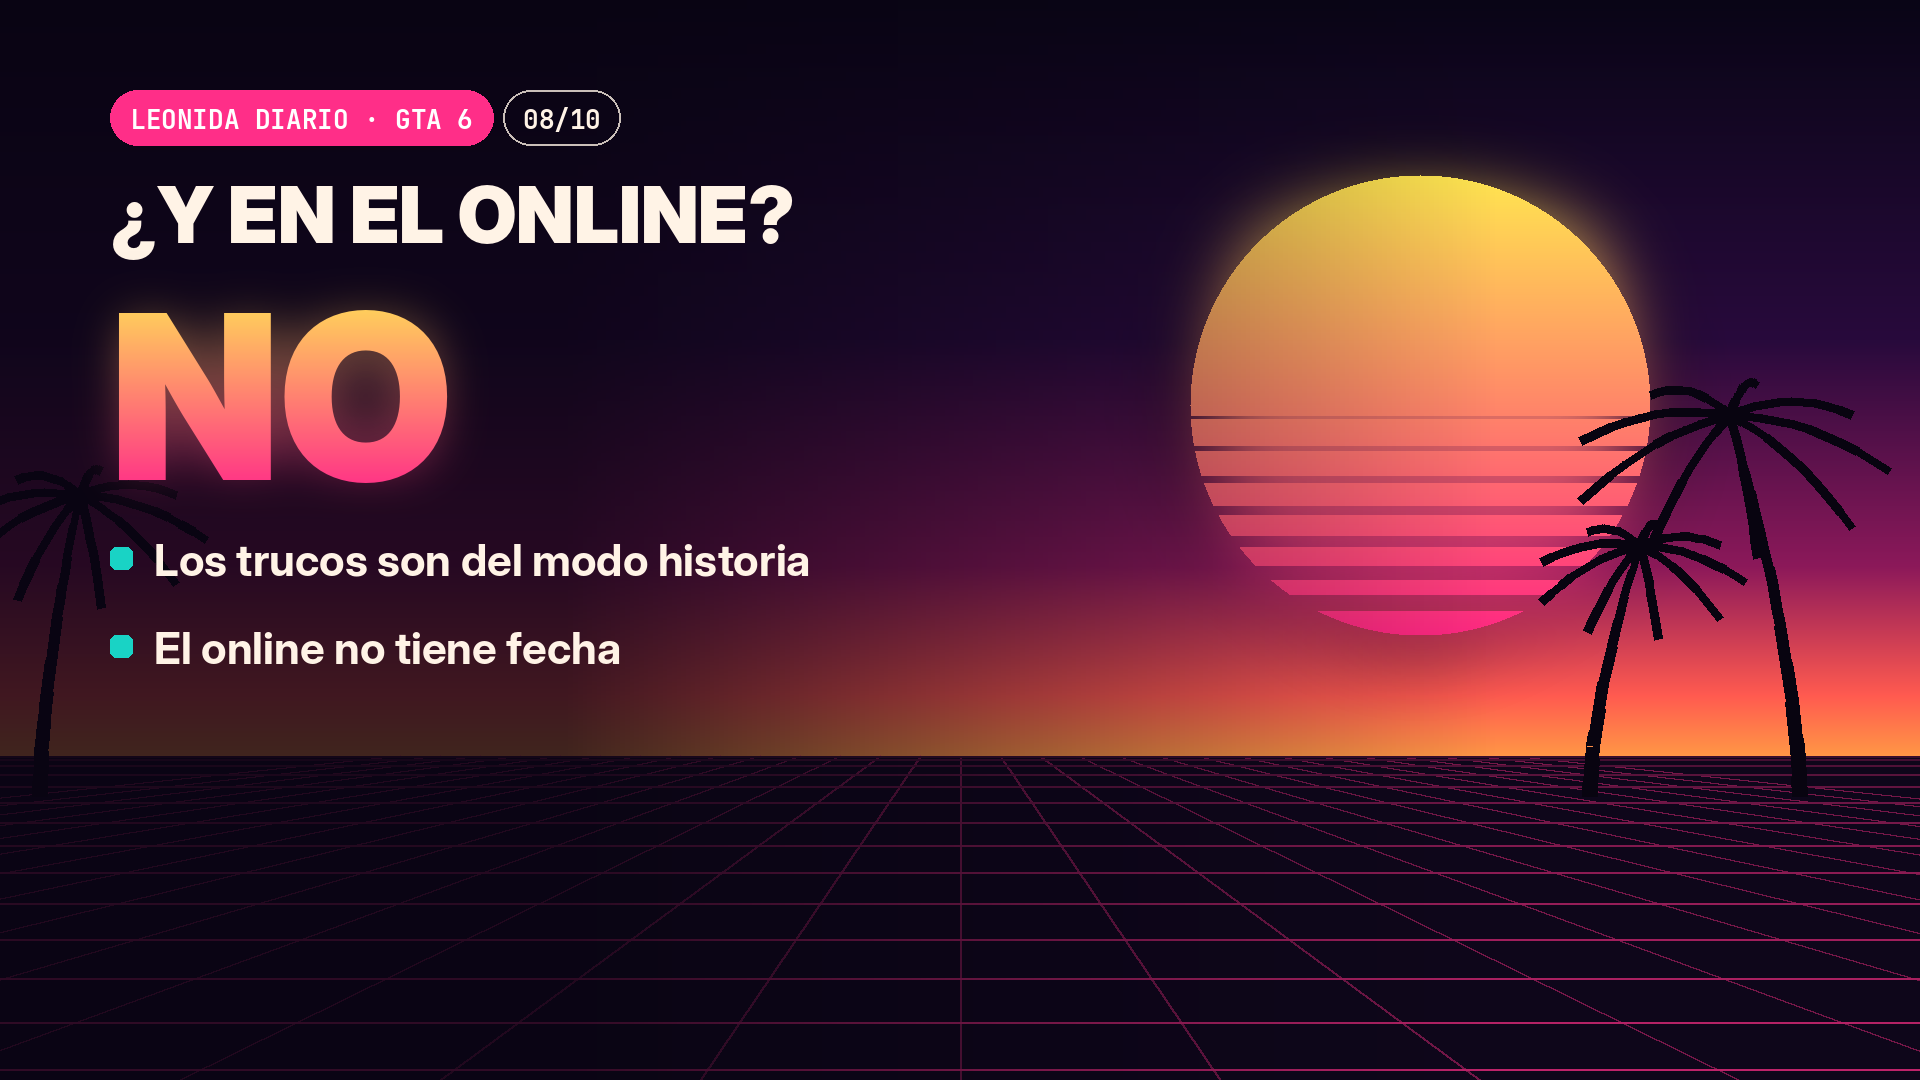 LEONIDA DIARIO · GTA 6
08/10
¿Y EN EL ONLINE?
NO
Los trucos son del modo historia
El online no tiene fecha